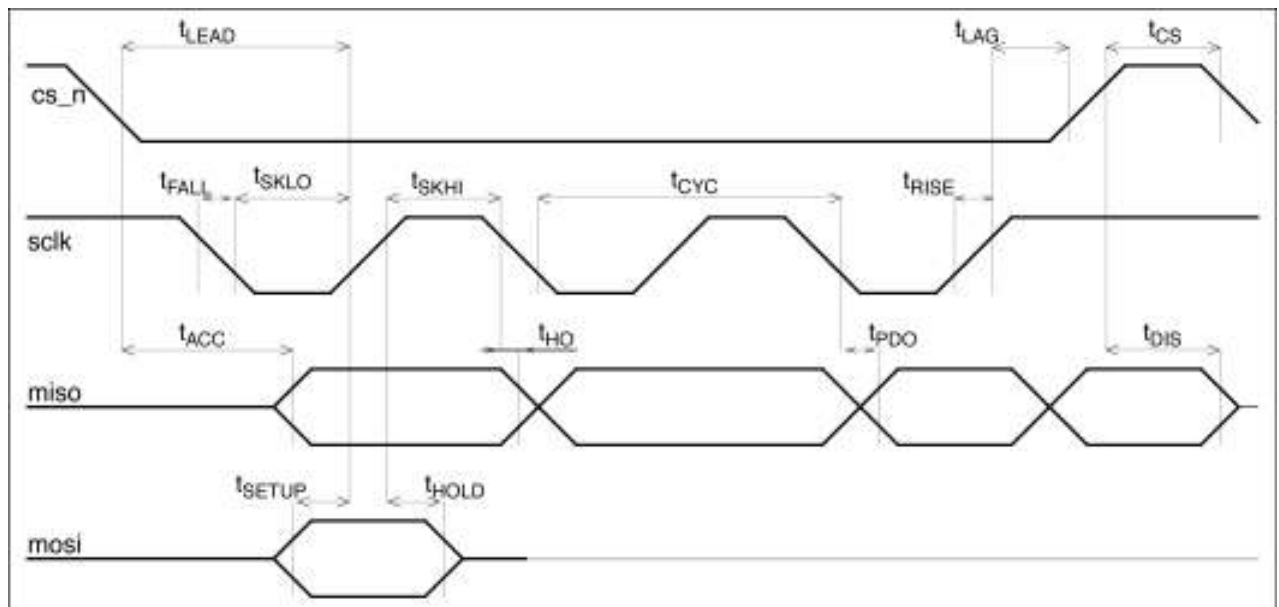 tLEAD tLAG tCS
cs_n
tFALL tSKLO tSKHI tCYC tRISE
sclk
tACC tHO tPDO tDIS
miso
tSETUP tHOLD
mosi